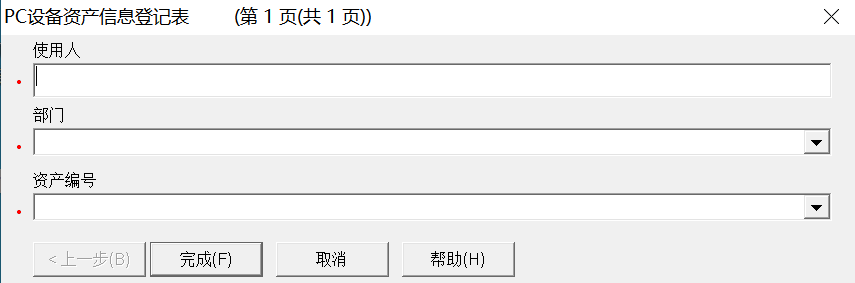 PC设备资产信息登记表 (第 1 页(共 1 页))
使用人
部门
资产编号
< 上一步(B) 完成(F) 取消 帮助(H)